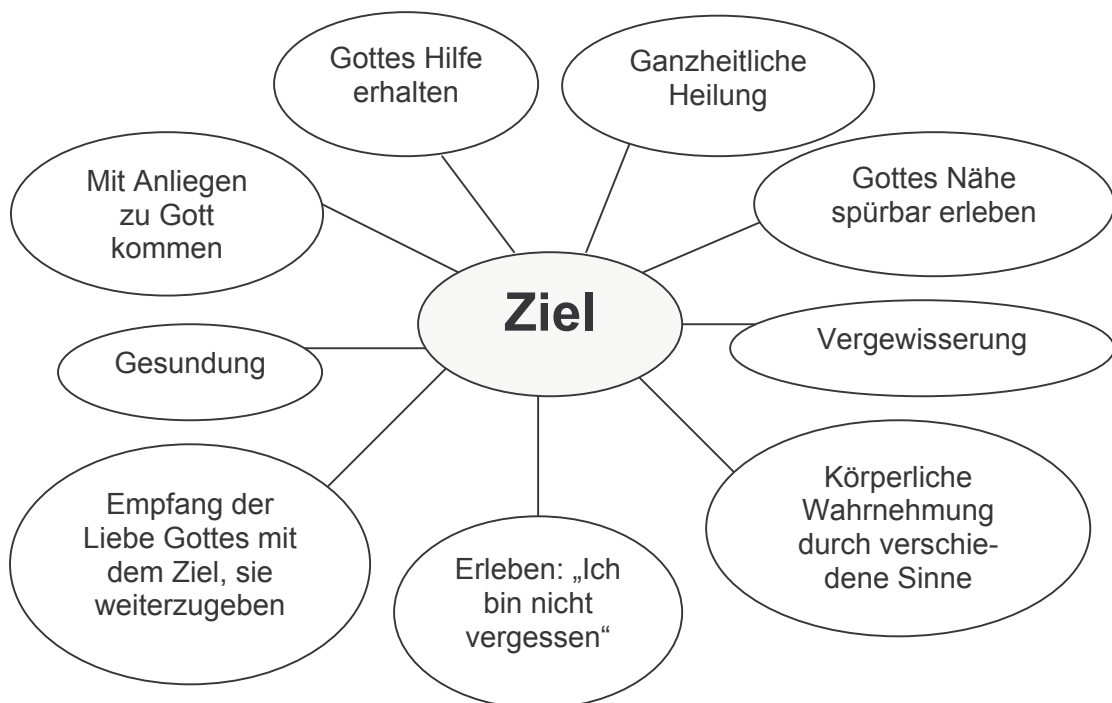 Gottes Hilfe
erhalten
Ganzheitliche
Heilung
Mit Anliegen
zu Gott
kommen
Gottes Nähe
spürbar erleben
Ziel
Gesundung
Vergewisserung
Empfang der
Liebe Gottes mit
dem Ziel, sie
weiterzugeben
Erleben: „Ich
bin nicht
vergessen“
Körperliche
Wahrnehmung
durch verschie-
dene Sinne